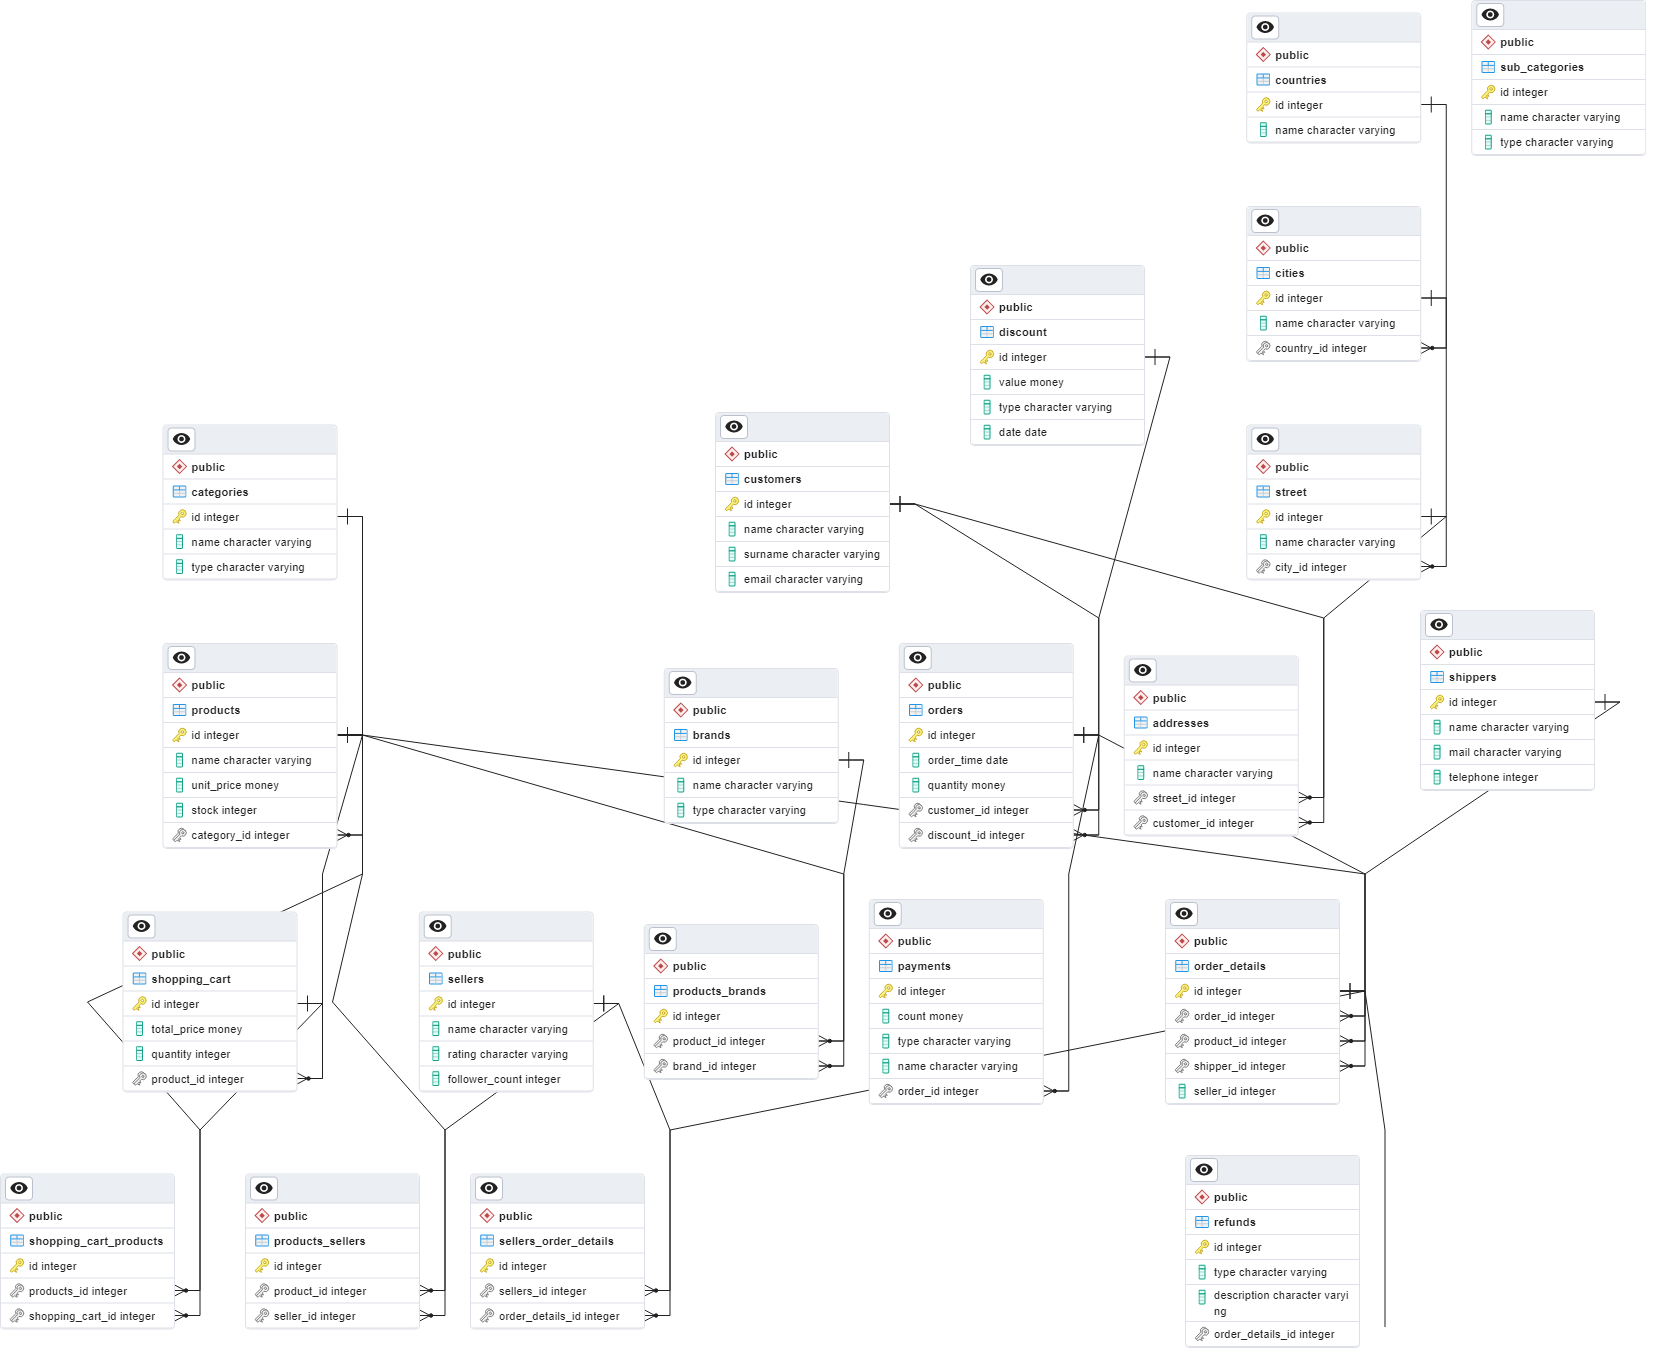 public
countries
id integer
name character varying
public
sub_categories
id integer
name character varying
type character varying
public
cities
id integer
name character varying
country_id integer
public
discount
id integer
value money
type character varying
date date
public
customers
id integer
name character varying
surname character varying
email character varying
public
categories
id integer
name character varying
type character varying
public
street
id integer
name character varying
city_id integer
public
products
id integer
name character varying
unit_price money
stock integer
category_id integer
public
brands
id integer
name character varying
type character varying
public
orders
id integer
order_time date
quantity money
customer_id integer
discount_id integer
public
addresses
id integer
name character varying
street_id integer
customer_id integer
public
shippers
id integer
name character varying
mail character varying
telephone integer
public
shopping_cart
id integer
total_price money
quantity integer
product_id integer
public
sellers
id integer
name character varying
rating character varying
follower_count integer
public
products_brands
id integer
product_id integer
brand_id integer
public
payments
id integer
count money
type character varying
name character varying
order_id integer
public
order_details
id integer
order_id integer
product_id integer
shipper_id integer
seller_id integer
public
shopping_cart_products
id integer
products_id integer
shopping_cart_id integer
public
products_sellers
id integer
product_id integer
seller_id integer
public
sellers_order_details
id integer
sellers_id integer
order_details_id integer
public
refunds
id integer
type character varying
description character varyi
ng
order_details_id integer